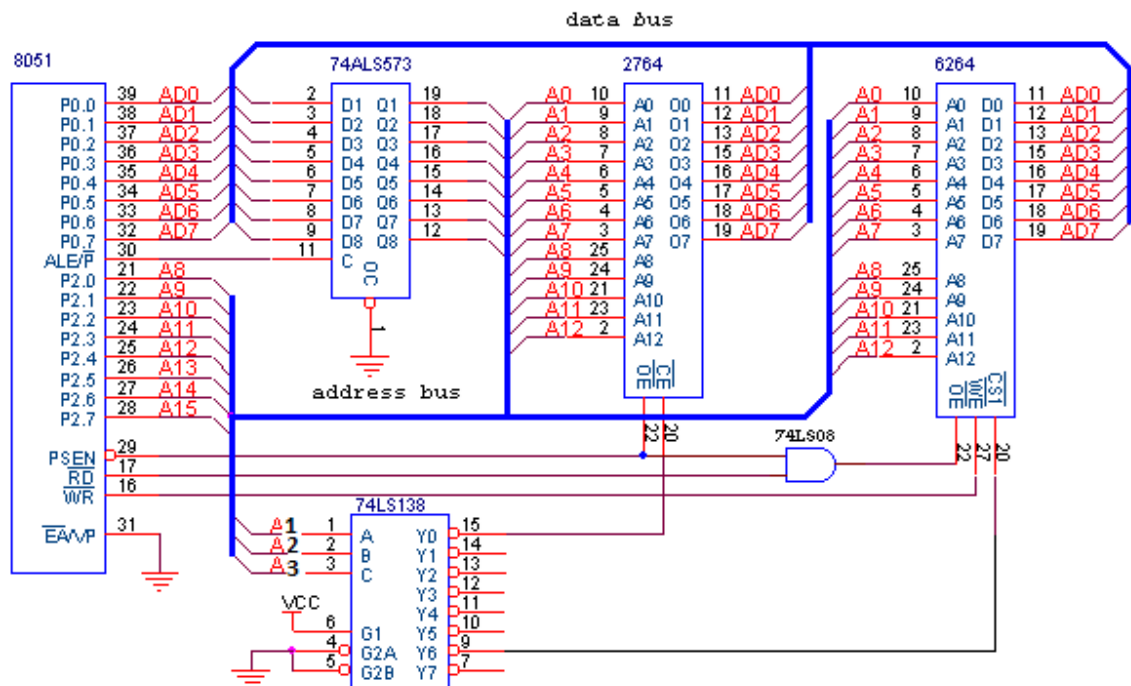 data bus
8051
74ALS573
2764
6264
P0.0 39 AD0 2 D1 Q1 19 A0 10 A0 O0 11 AD0 A0 10 A0 D0 11 AD0
P0.1 38 AD1 3 D2 Q2 18 A1 9 A1 O1 12 AD1 A1 9 A1 D1 12 AD1
P0.2 37 AD2 4 D3 Q3 17 A2 8 A2 O2 13 AD2 A2 8 A2 D2 13 AD2
P0.3 36 AD3 5 D4 Q4 16 A3 7 A3 O3 15 AD3 A3 7 A3 D3 15 AD3
P0.4 35 AD4 6 D5 Q5 15 A4 6 A4 O4 16 AD4 A4 6 A4 D4 16 AD4
P0.5 34 AD5 7 D6 Q6 14 A5 5 A5 O5 17 AD5 A5 5 A5 D5 17 AD5
P0.6 33 AD6 8 D7 Q7 13 A6 4 A6 O6 18 AD6 A6 4 A6 D6 18 AD6
P0.7 32 AD7 9 D8 Q8 12 A7 3 A7 O7 19 AD7 A7 3 A7 D7 19 AD7
ALE/P 30 11 C A8 25 A8
P2.0 21 A8 OC A9 24 A9 A8 25 A8
P2.1 22 A9 A10 21 A10 A9 24 A9
P2.2 23 A10 A11 23 A11 A10 21 A10
P2.3 24 A11 1 A12 2 A12 A11 23 A11
P2.4 25 A12 A12 2 A12
P2.5 26 A13
P2.6 27 A14 OE CE
P2.7 28 A15 OE WE CS1
address bus
22 20 74LS08 22 27 20
PSEN 29
RD 17
WR 16
EA/VP 31
74LS138
A1 1 A Y0 15
A2 2 B Y1 14
A3 3 C Y2 13
Y3 12
VCC Y4 11
6 G1 Y5 10
4 G2A Y6 9
5 G2B Y7 7